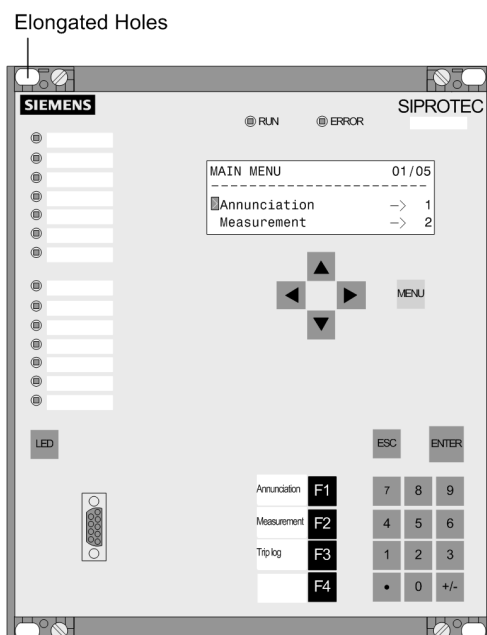 Elongated Holes
SIEMENS
SIPROTEC
RUN
ERROR
MAIN MENU 01/05
--------------------
>Annunciation —> 1
Measurement —> 2
MENU
LED
ESC
ENTER
Annunciation F1
7 8 9
Measurement F2
4 5 6
Trip log F3
1 2 3
F4
• 0 +/-